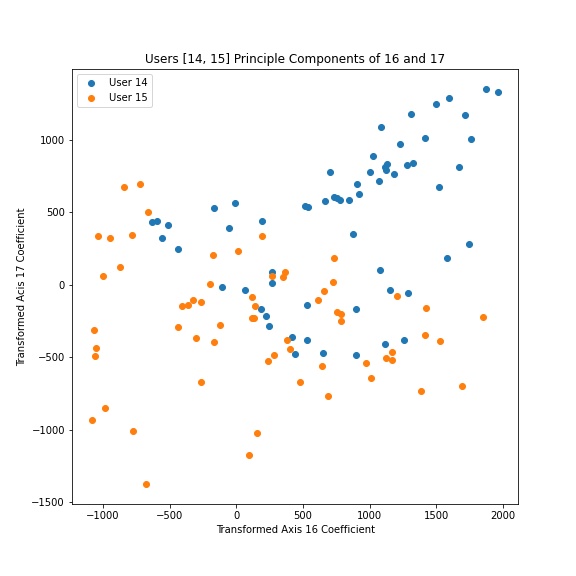 Users [14, 15] Principle Components of 16 and 17
User 14
User 15
Transformed Acis 17 Coefficient
1000
500
0
−500
−1000
−1500
−1000
−500
0
500
1000
1500
2000
Transformed Axis 16 Coefficient